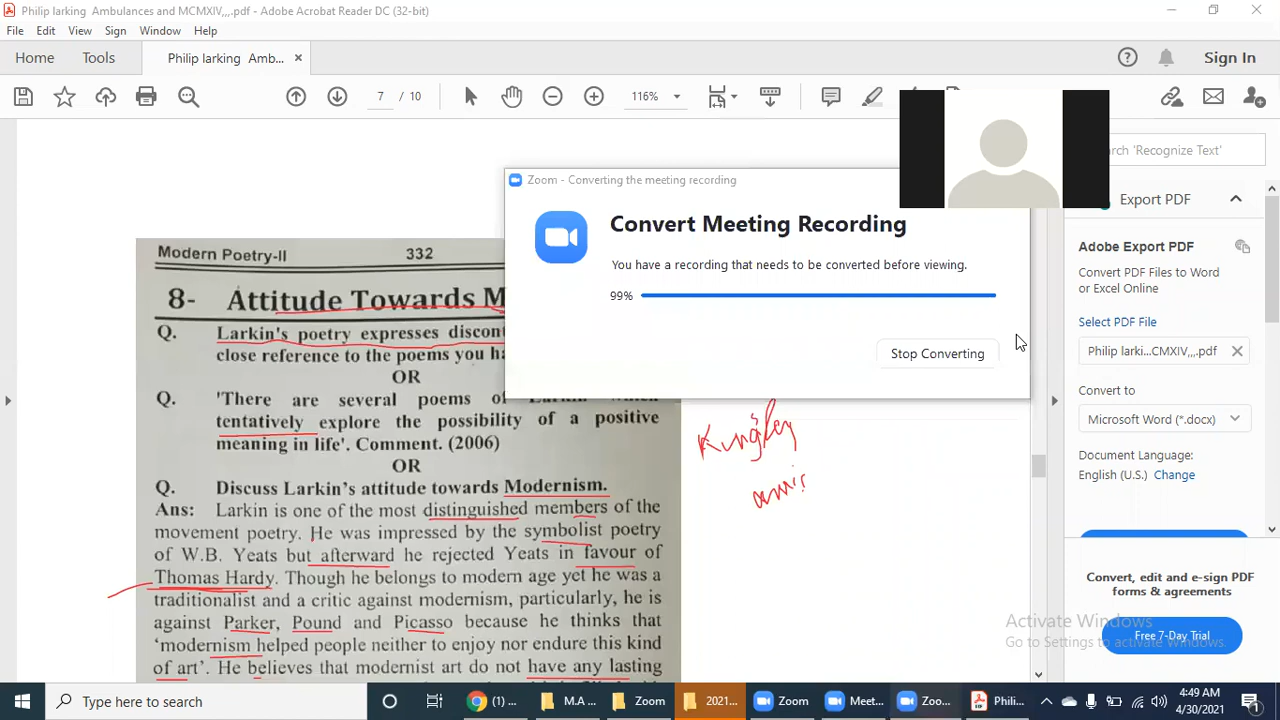 Philip larking Ambulances and MCMXIV,,,.pdf - Adobe Acrobat Reader DC (32-bit)
File Edit View Sign Window Help
Home Tools Philip larking Amb... Sign In
7 / 10 116%
Zoom - Converting the meeting recording
Convert Meeting Recording
You have a recording that needs to be converted before viewing.
99%
Stop Converting
arch 'Recognize Text'
Export PDF
Adobe Export PDF
Convert PDF Files to Word
or Excel Online
Select PDF File
Philip larki...CMXIV,,,.pdf
Convert to
Microsoft Word (*.docx)
Document Language:
English (U.S.) Change
Convert, edit and e-sign PDF
forms & agreements
Free 7-Day Trial
Activate Windows
Go to Settings to activate Windows.
Modern Poetry-II 332
8- Attitude Towards M
Q. Larkin's poetry expresses discont
close reference to the poems you ha
OR
Q. 'There are several poems of
tentatively explore the possibility of a positive
meaning in life'. Comment. (2006)
OR
Q. Discuss Larkin's attitude towards Modernism.
Ans: Larkin is one of the most distinguished members of the
movement poetry. He was impressed by the symbolist poetry
of W.B. Yeats but afterward he rejected Yeats in favour of
Thomas Hardy. Though he belongs to modern age yet he was a
traditionalist and a critic against modernism, particularly, he is
against Parker, Pound and Picasso because he thinks that
'modernism helped people neither to enjoy nor endure this kind
of art'. He believes that modernist art do not have any lasting
Kingley
amis
Type here to search
(1) ... M.A ... Zoom 2021... Zoom Meet... Zoo... Phili...
4:49 AM
4/30/2021